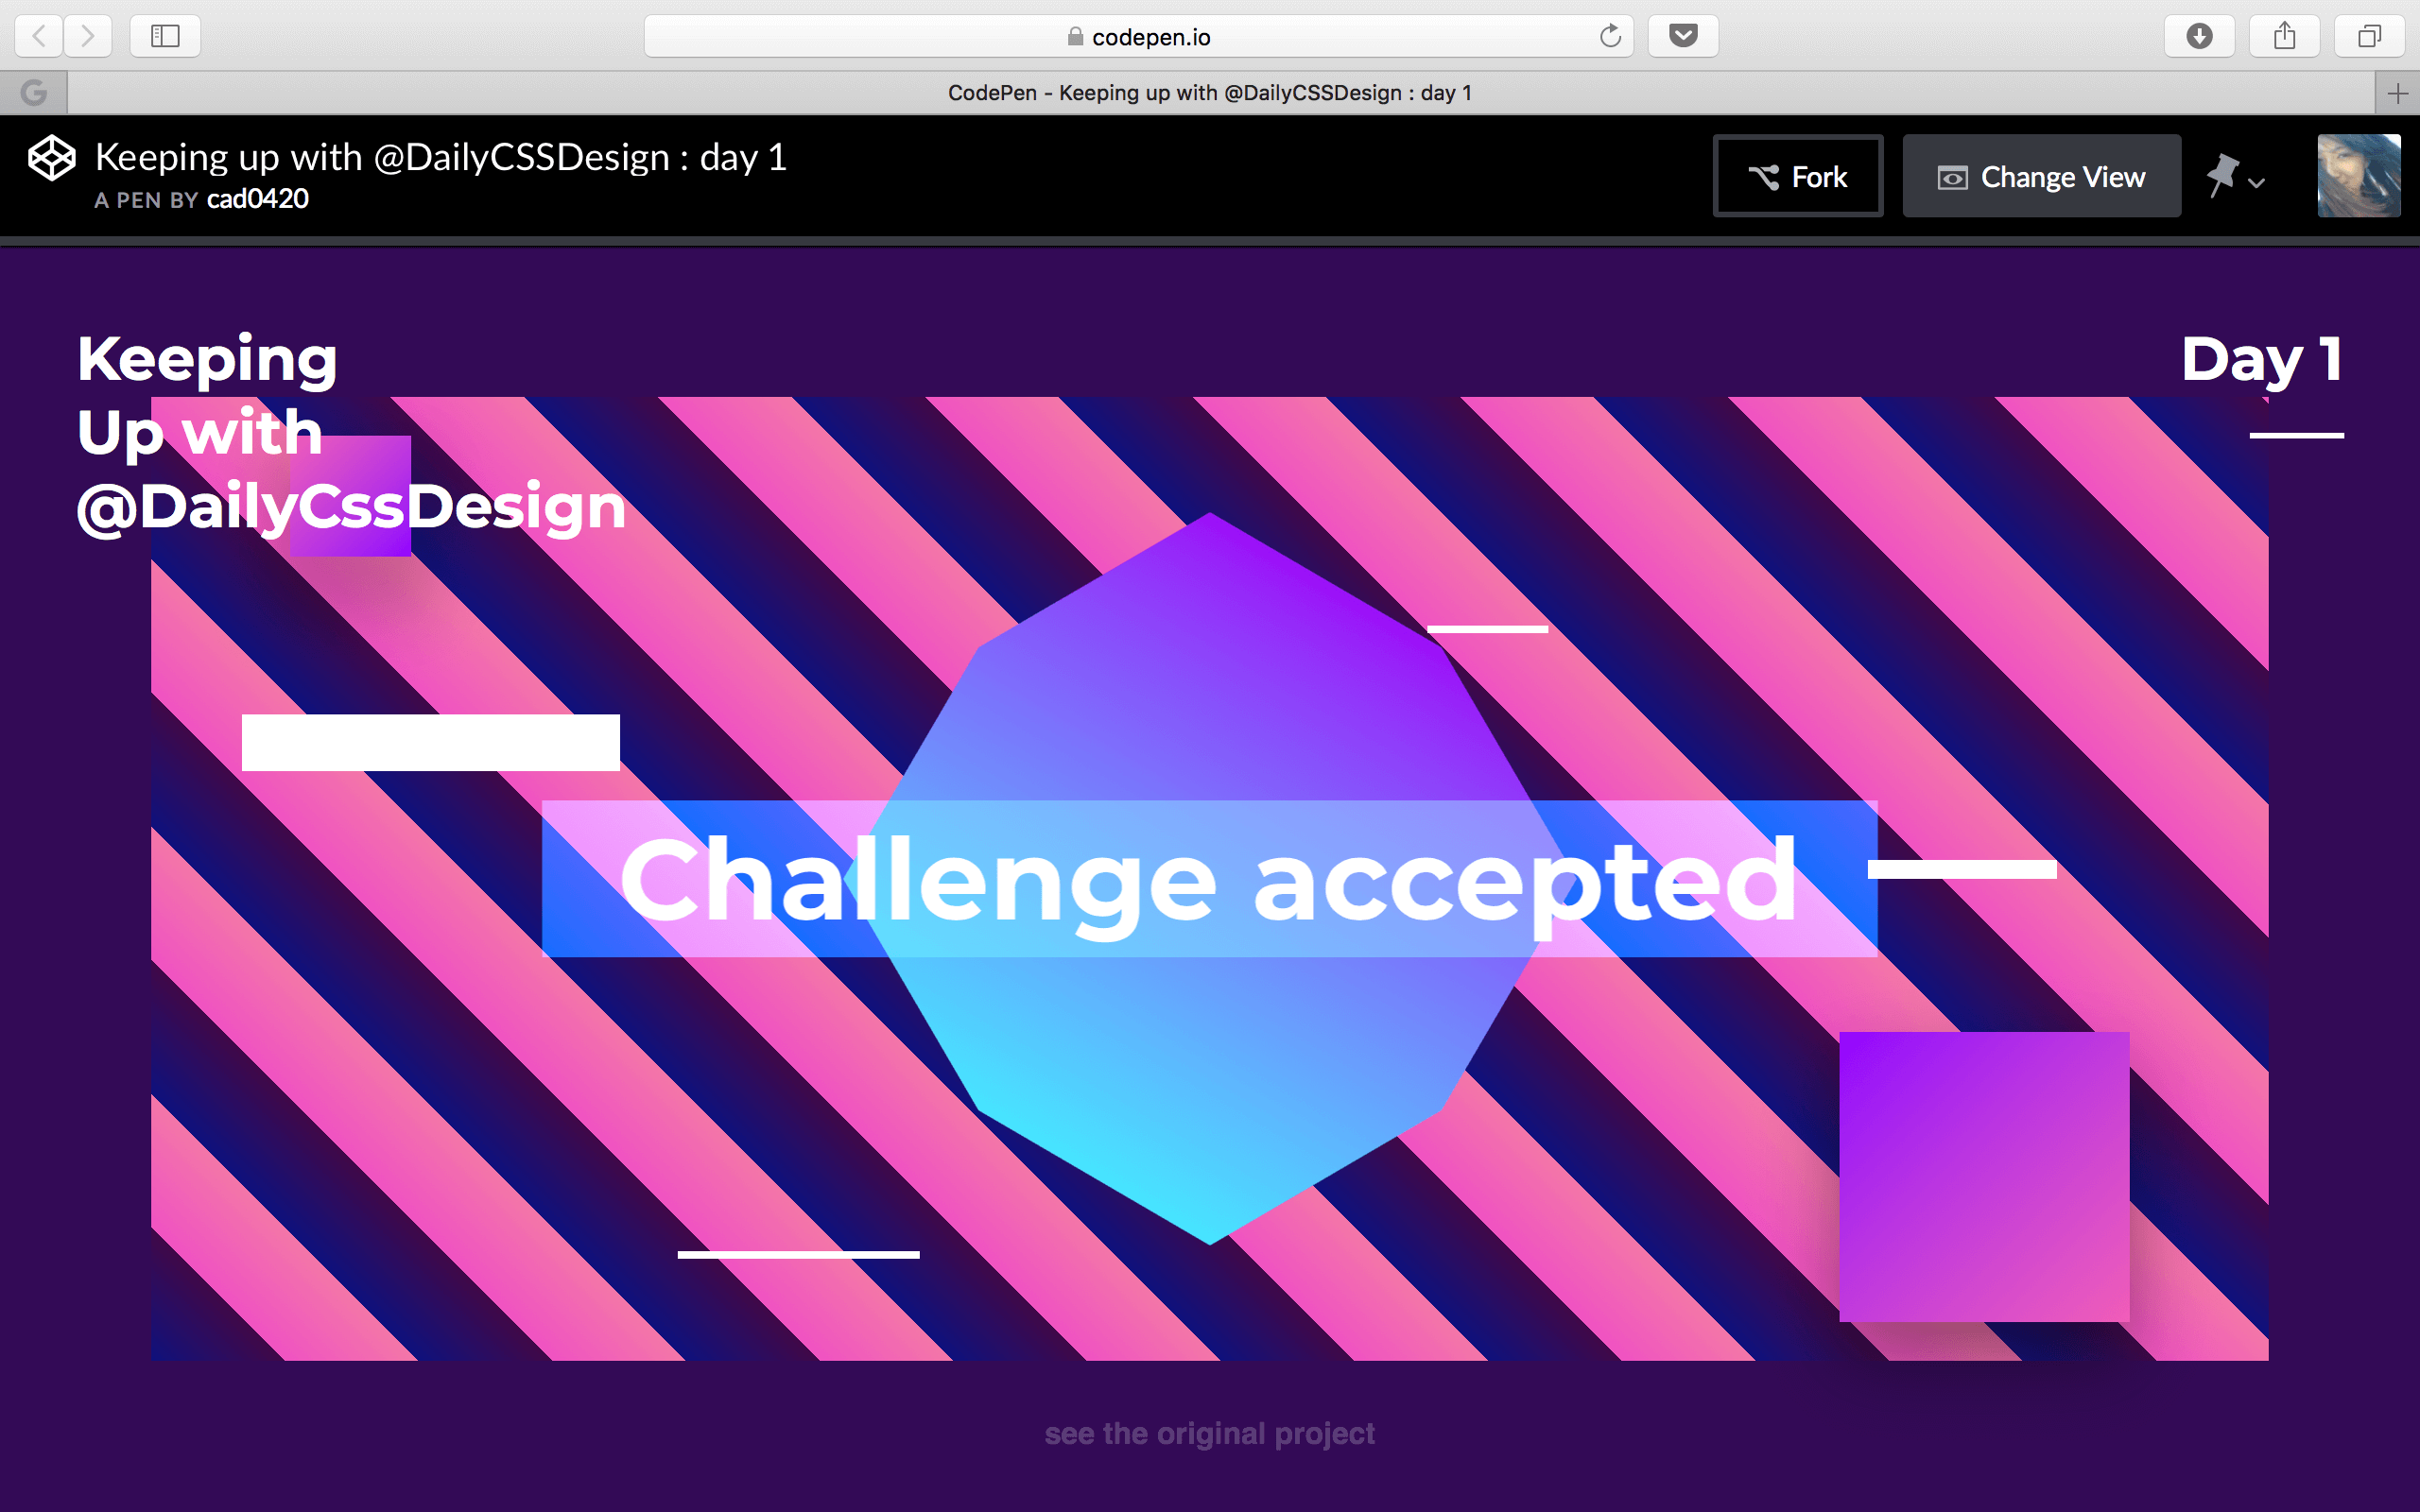 codepen.io
CodePen - Keeping up with @DailyCSSDesign : day 1
Keeping up with @DailyCSSDesign : day 1
A PEN BY cad0420
Fork
Change View
Keeping
Up with
@DailyCssDesign
Day 1
Challenge accepted
see the original project